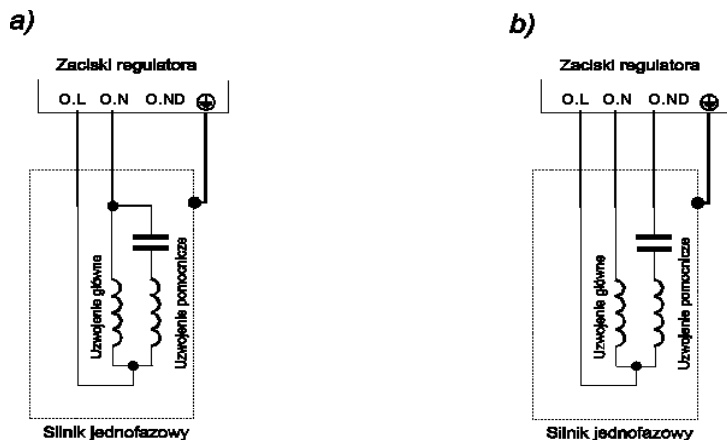 a)
Zaciski regulatora
O.L O.N O.ND
Uzwojenie główne
Uzwojenie pomocnicze
Silnik jednofazowy
b)
Zaciski regulatora
O.L O.N O.ND
Uzwojenie główne
Uzwojenie pomocnicze
Silnik jednofazowy